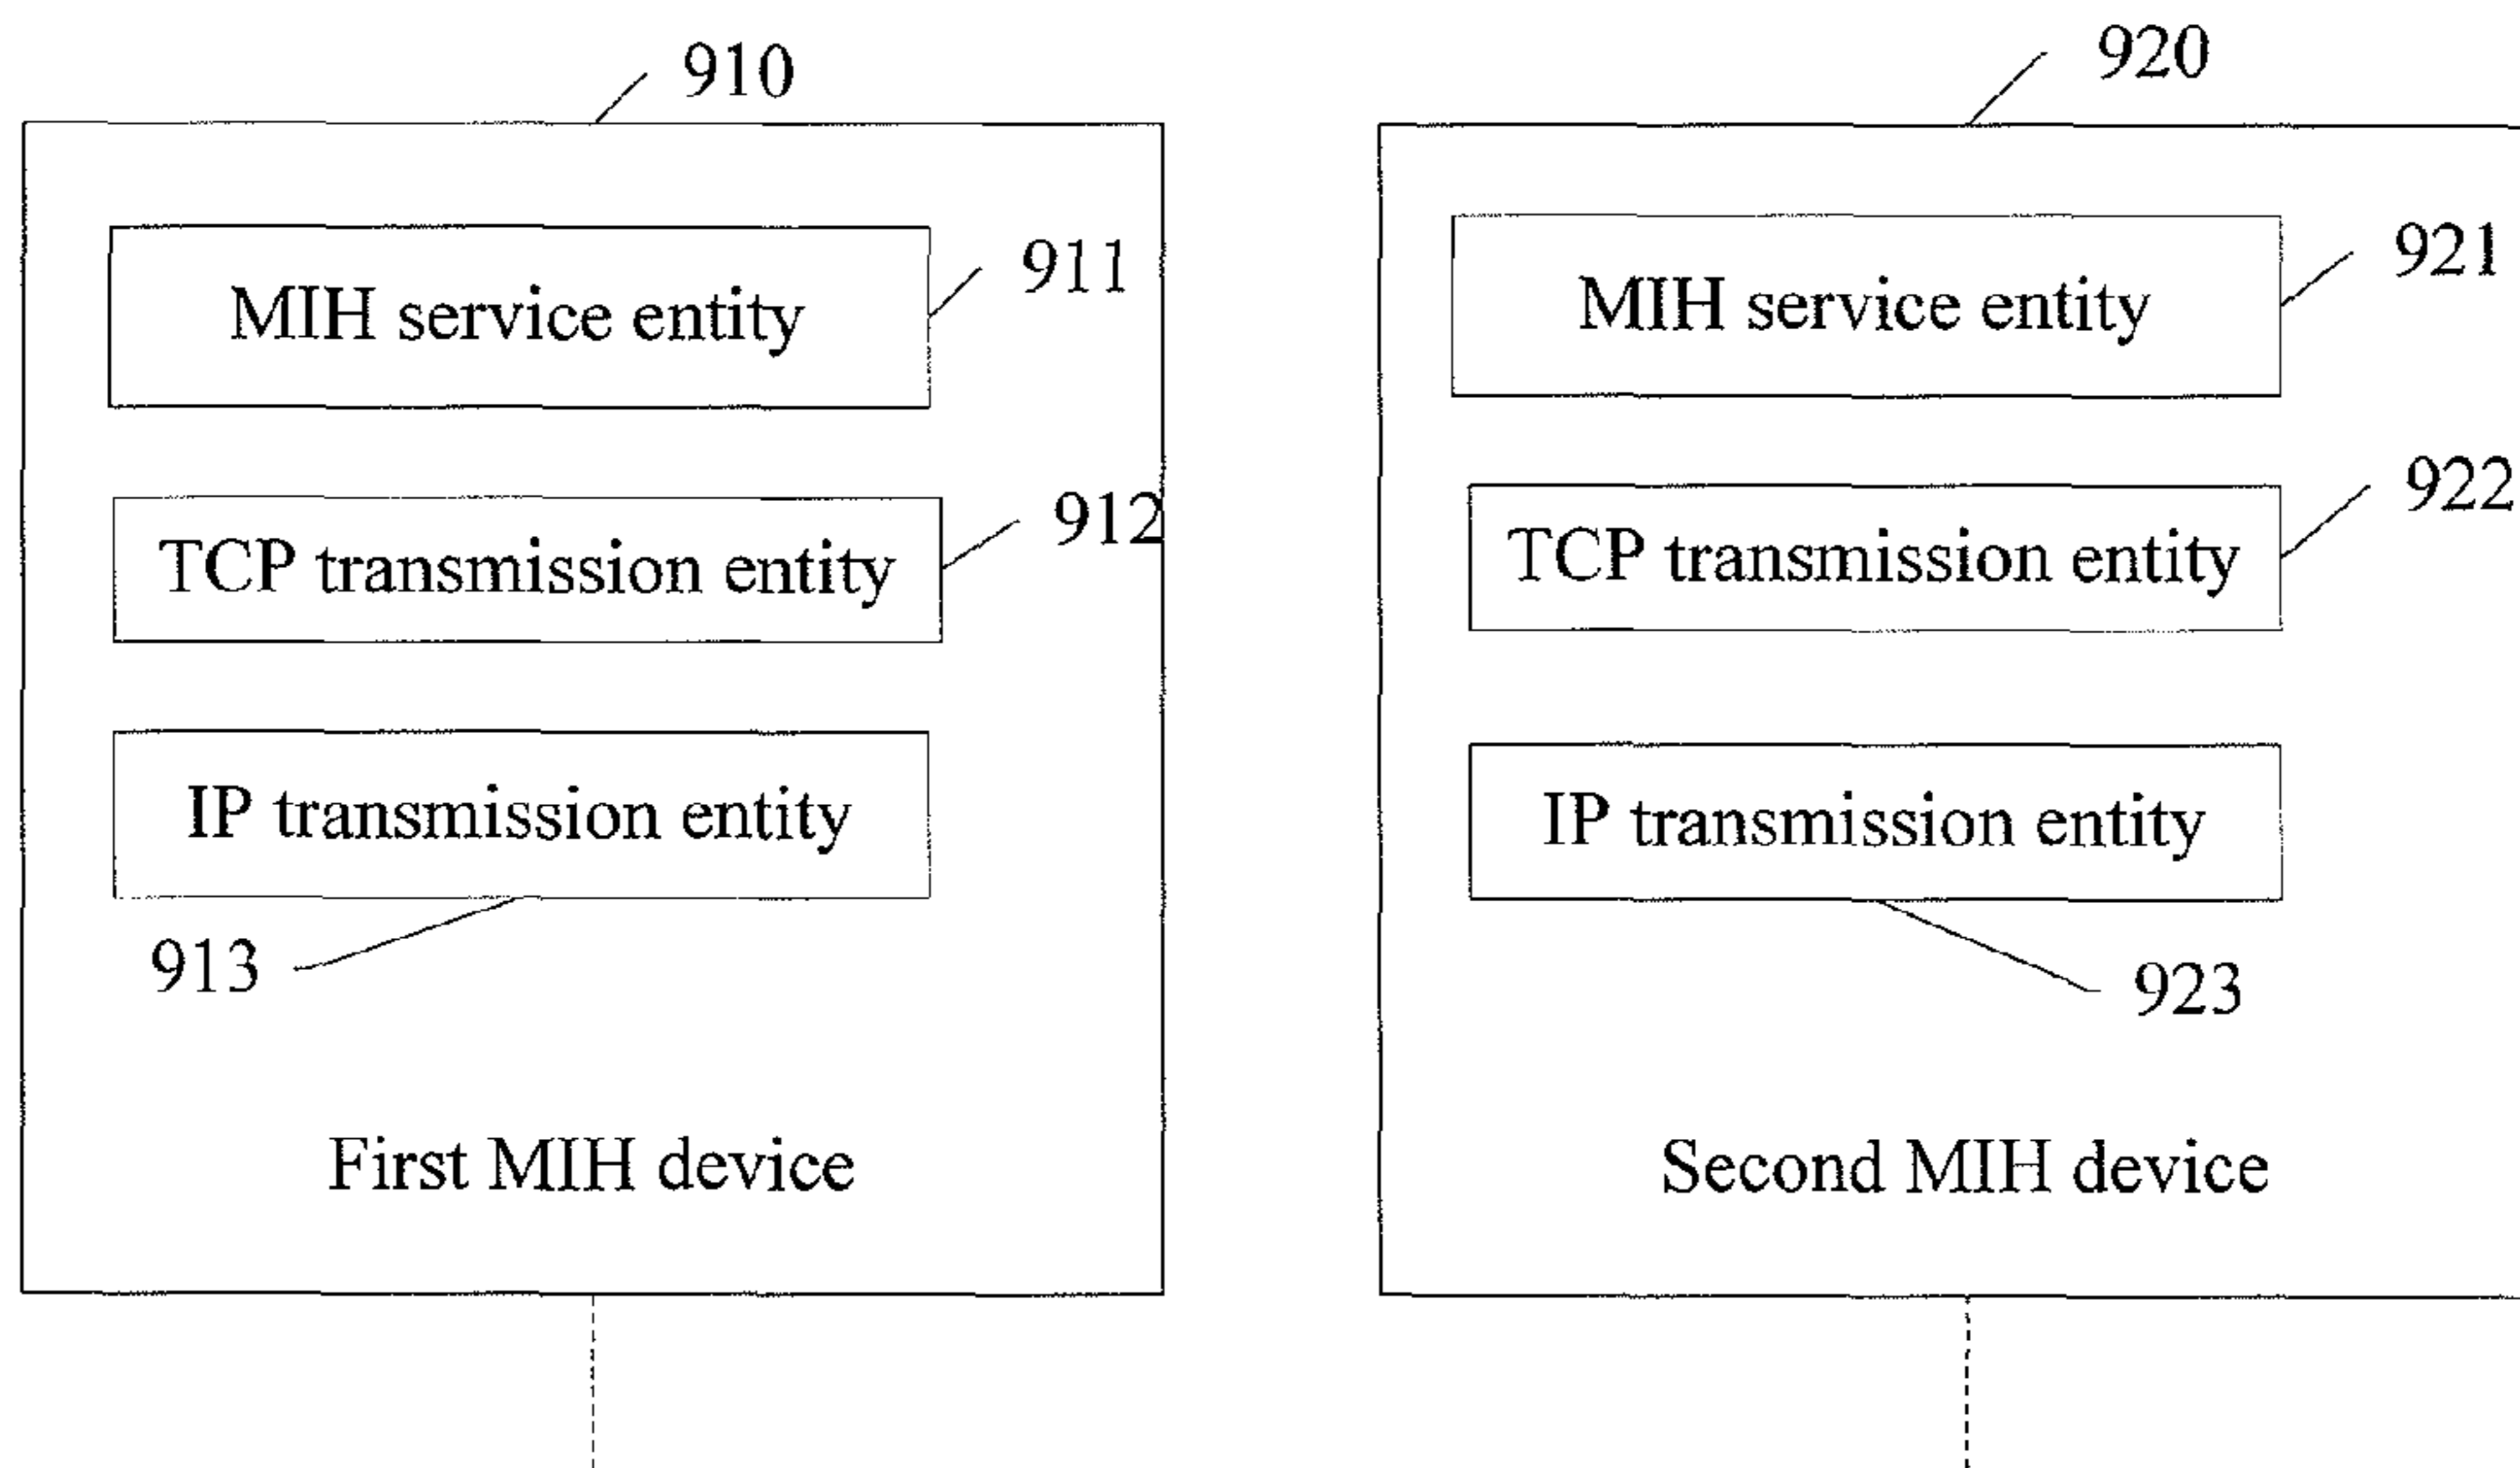 910
MIH service entity
911
TCP transmission entity
912
IP transmission entity
913
First MIH device
920
MIH service entity
921
TCP transmission entity
922
IP transmission entity
923
Second MIH device